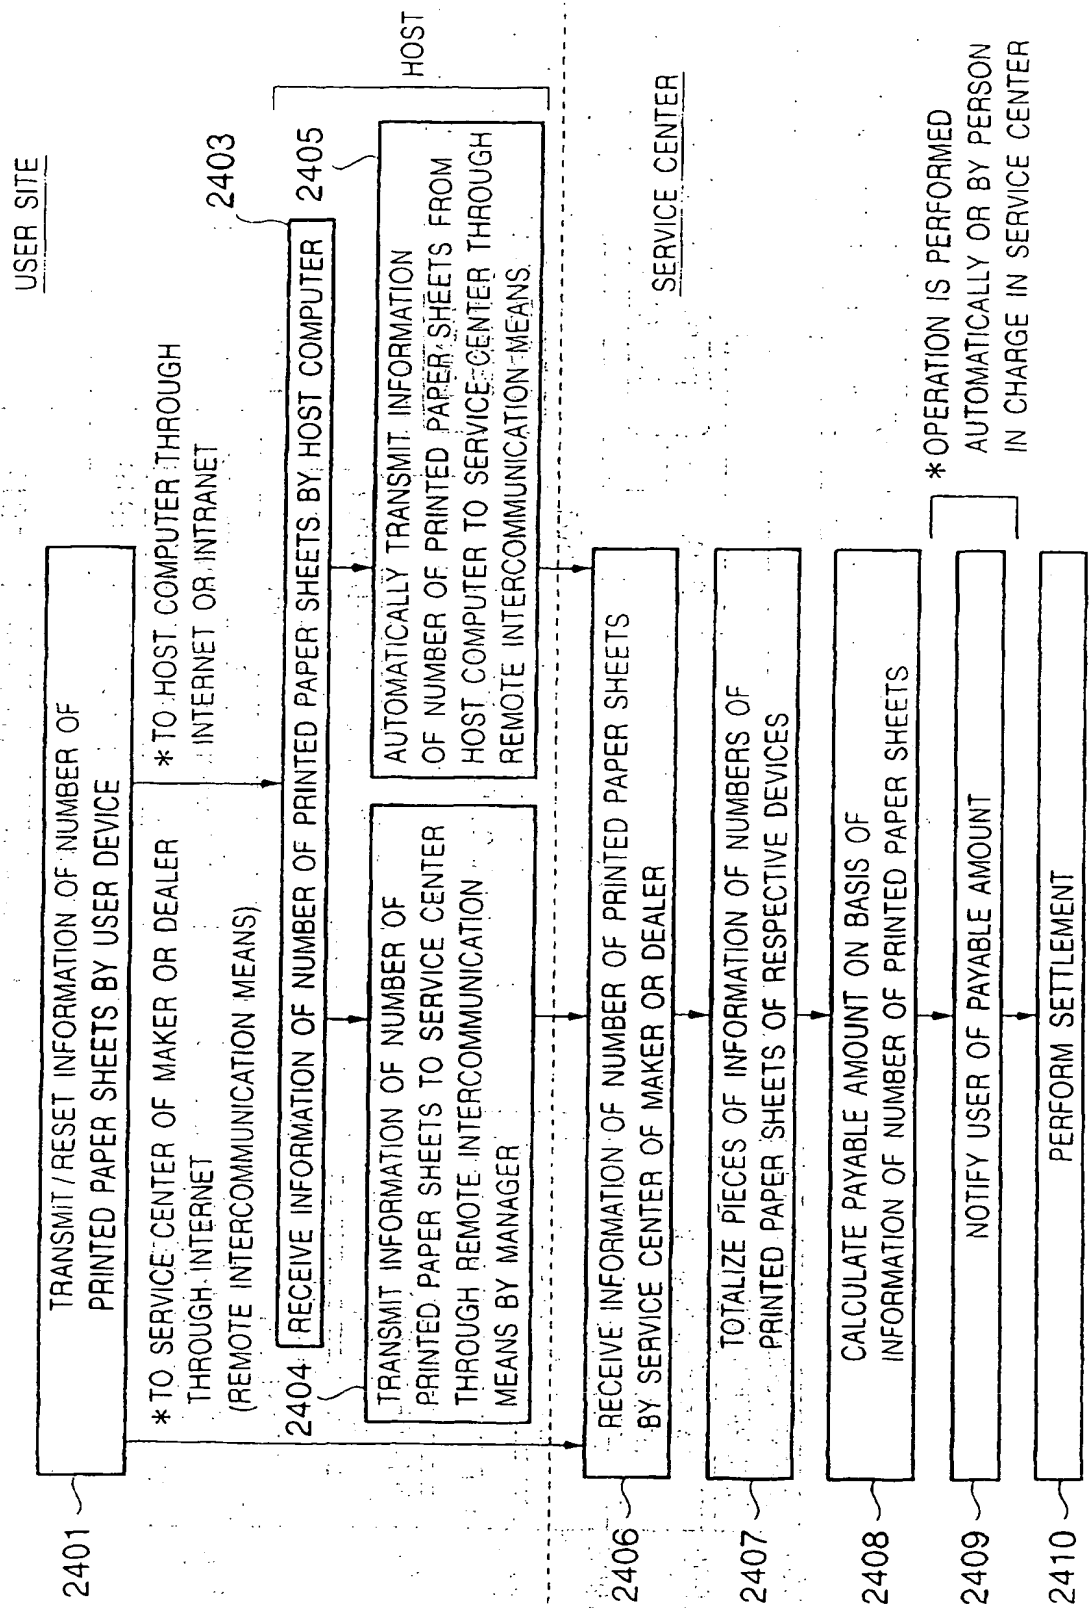 USER SITE
2401
TRANSMIT / RESET INFORMATION OF NUMBER OF
PRINTED PAPER SHEETS BY USER DEVICE
* TO SERVICE CENTER OF MAKER OR DEALER
THROUGH INTERNET
(REMOTE INTERCOMMUNICATION MEANS)
* TO HOST COMPUTER THROUGH
INTERNET OR INTRANET
2403
RECEIVE INFORMATION OF NUMBER OF PRINTED PAPER SHEETS BY HOST COMPUTER
2404
TRANSMIT INFORMATION OF NUMBER OF
PRINTED PAPER SHEETS TO SERVICE CENTER
THROUGH REMOTE INTERCOMMUNICATION
MEANS BY MANAGER
2405
AUTOMATICALLY TRANSMIT INFORMATION
OF NUMBER OF PRINTED PAPER SHEETS FROM
HOST COMPUTER TO SERVICE CENTER THROUGH
REMOTE INTERCOMMUNICATION MEANS.
HOST
SERVICE CENTER
2406
RECEIVE INFORMATION OF NUMBER OF PRINTED PAPER SHEETS
BY SERVICE CENTER OF MAKER OR DEALER
2407
TOTALIZE PIECES OF INFORMATION OF NUMBERS OF
PRINTED PAPER SHEETS OF RESPECTIVE DEVICES
2408
CALCULATE PAYABLE AMOUNT ON BASIS OF
INFORMATION OF NUMBER OF PRINTED PAPER SHEETS
2409
NOTIFY USER OF PAYABLE AMOUNT
* OPERATION IS PERFORMED
AUTOMATICALLY OR BY PERSON
IN CHARGE IN SERVICE CENTER
2410
PERFORM SETTLEMENT